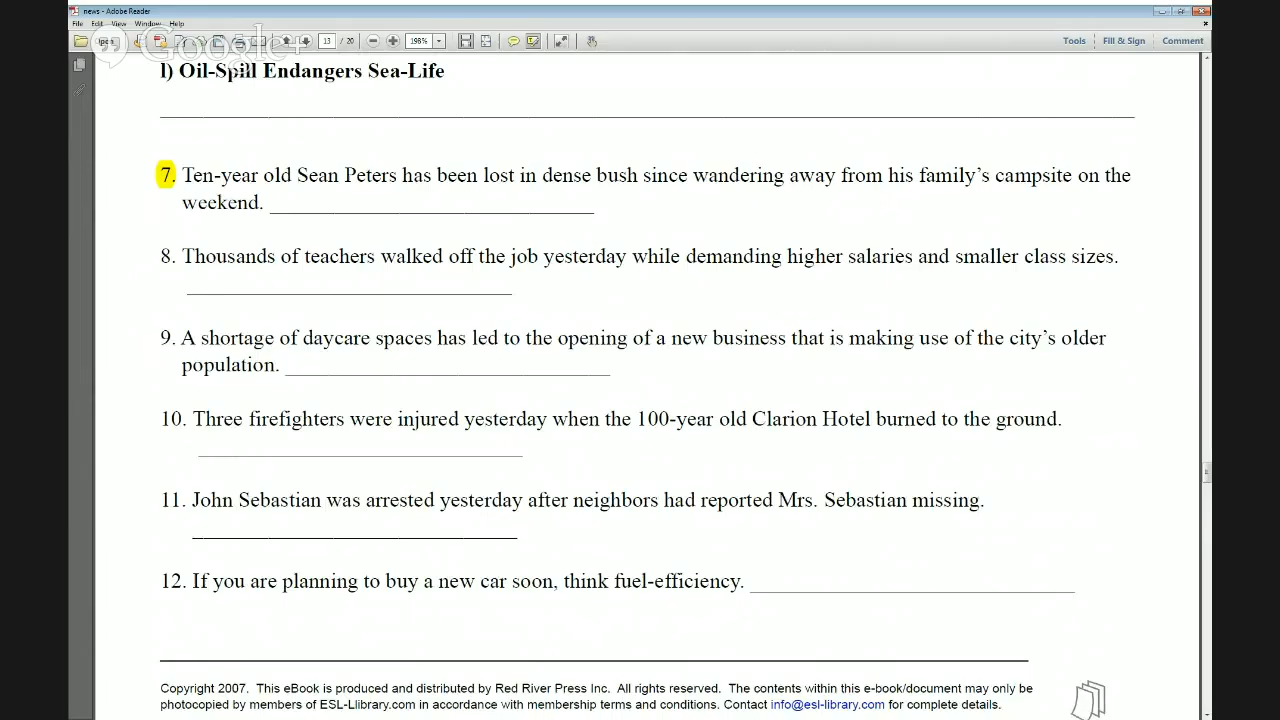 news - Adobe Reader
File Edit View Window Help
Google+
13 / 20
198%
Tools Fill & Sign Comment
l) Oil-Spill Endangers Sea-Life
7. Ten-year old Sean Peters has been lost in dense bush since wandering away from his family's campsite on the
weekend.
8. Thousands of teachers walked off the job yesterday while demanding higher salaries and smaller class sizes.
9. A shortage of daycare spaces has led to the opening of a new business that is making use of the city's older
population.
10. Three firefighters were injured yesterday when the 100-year old Clarion Hotel burned to the ground.
11. John Sebastian was arrested yesterday after neighbors had reported Mrs. Sebastian missing.
12. If you are planning to buy a new car soon, think fuel-efficiency.
Copyright 2007. This eBook is produced and distributed by Red River Press Inc. All rights reserved. The contents within this e-book/document may only be
photocopied by members of ESL-Llibrary.com in accordance with membership terms and conditions. Contact info@esl-library.com for complete details.